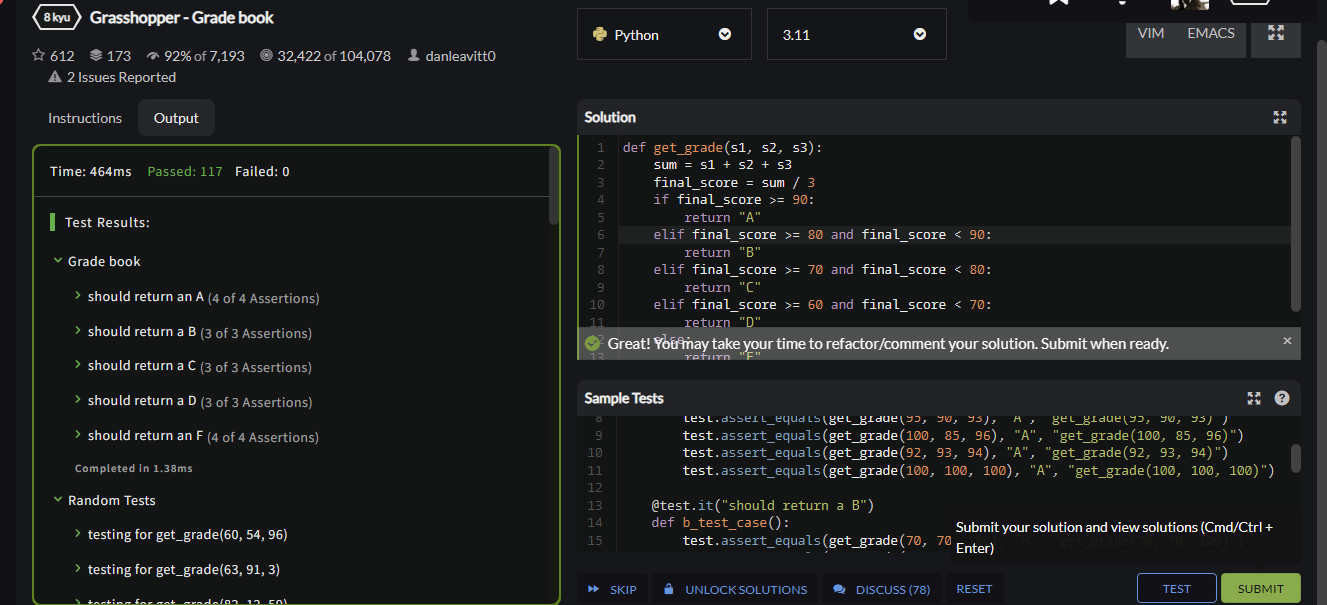 8 kyu Grasshopper - Grade book
612 173 92% of 7,193 32,422 of 104,078 danleavitt0
2 Issues Reported
Instructions Output
Time: 464ms Passed: 117 Failed: 0
Test Results:
Grade book
should return an A (4 of 4 Assertions)
should return a B (3 of 3 Assertions)
should return a C (3 of 3 Assertions)
should return a D (3 of 3 Assertions)
should return an F (4 of 4 Assertions)
Completed in 1.38ms
Random Tests
testing for get_grade(60, 54, 96)
testing for get_grade(63, 91, 3)
Python 3.11 VIM EMACS
Solution
1 def get_grade(s1, s2, s3):
2 sum = s1 + s2 + s3
3 final_score = sum / 3
4 if final_score >= 90:
5 return "A"
6 elif final_score >= 80 and final_score < 90:
7 return "B"
8 elif final_score >= 70 and final_score < 80:
9 return "C"
10 elif final_score >= 60 and final_score < 70:
11 return "D"
12 else:
13 return "F"
Great! You may take your time to refactor/comment your solution. Submit when ready.
Sample Tests
8 test.assert_equals(get_grade(95, 90, 93), "A", "get_grade(95, 90, 93)")
9 test.assert_equals(get_grade(100, 85, 96), "A", "get_grade(100, 85, 96)")
10 test.assert_equals(get_grade(92, 93, 94), "A", "get_grade(92, 93, 94)")
11 test.assert_equals(get_grade(100, 100, 100), "A", "get_grade(100, 100, 100)")
12
13 @test.it("should return a B")
14 def b_test_case():
15 test.assert_equals(get_grade(70, 70
Submit your solution and view solutions (Cmd/Ctrl +
Enter)
SKIP UNLOCK SOLUTIONS DISCUSS (78) RESET TEST SUBMIT